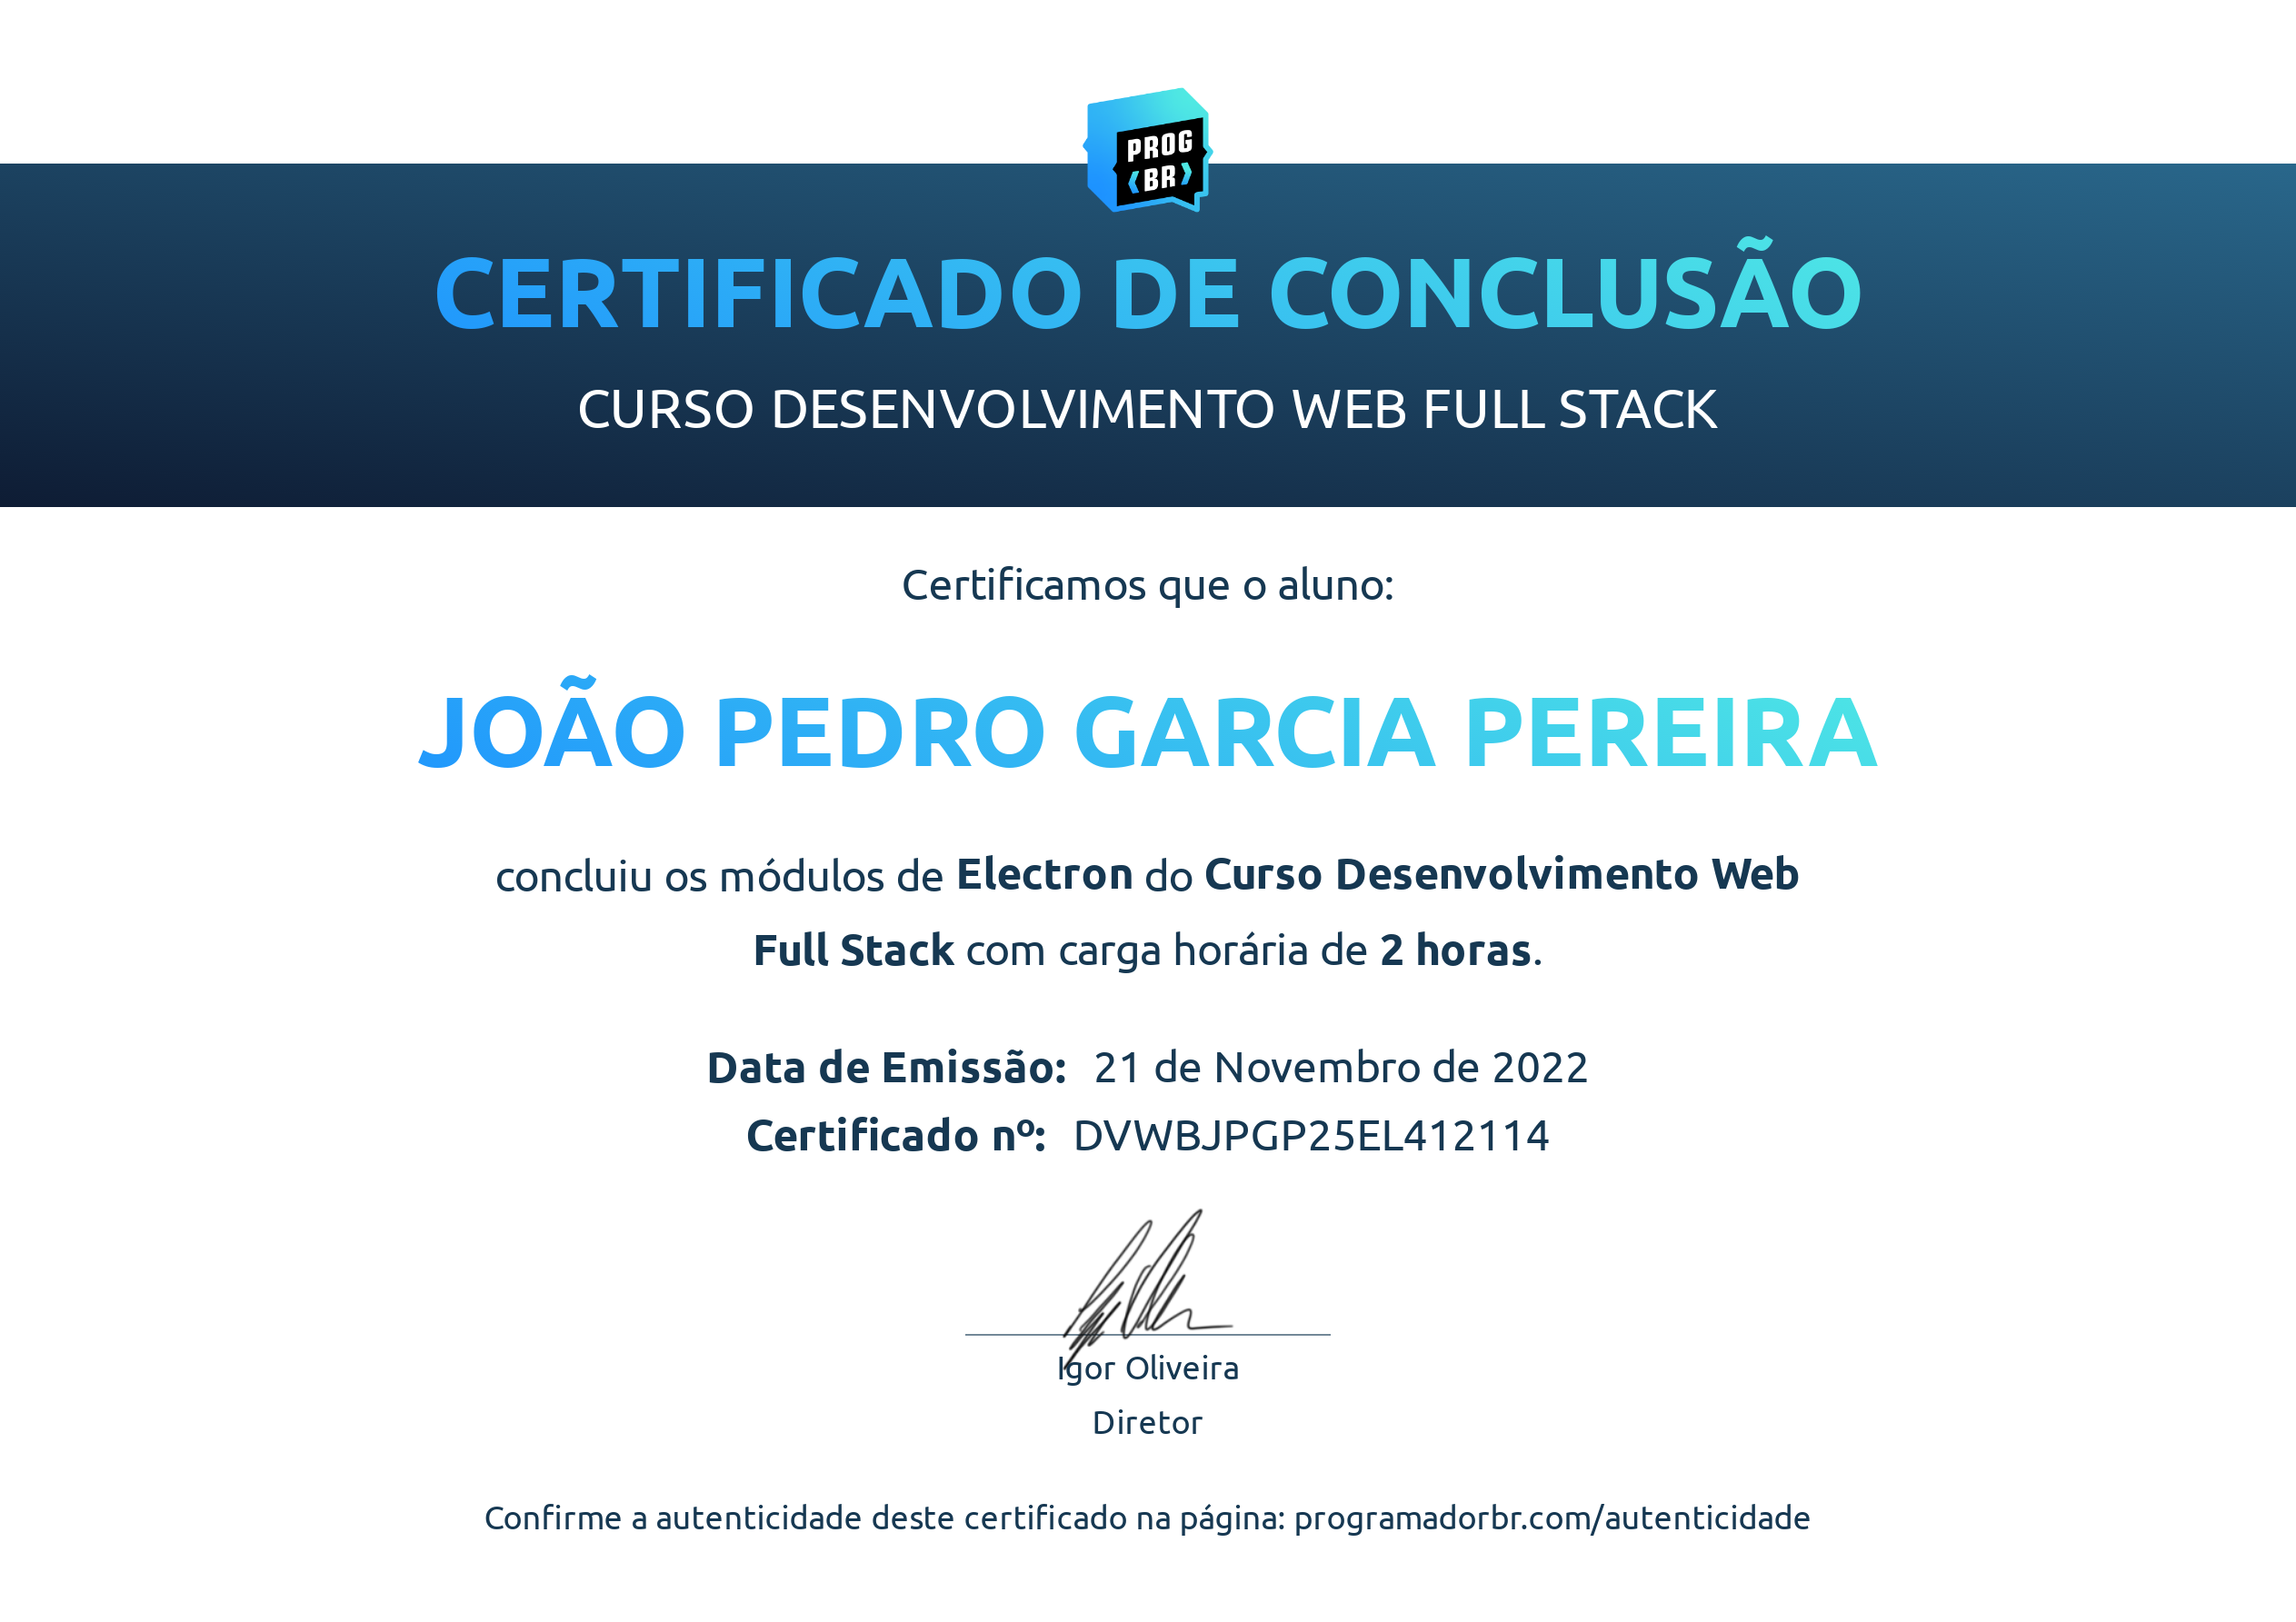 PROG
BR
CERTIFICADO DE CONCLUSÃO
CURSO DESENVOLVIMENTO WEB FULL STACK
Certificamos que o aluno:
JOÃO PEDRO GARCIA PEREIRA
concluiu os módulos de Electron do Curso Desenvolvimento Web
Full Stack com carga horária de 2 horas.
Data de Emissão: 21 de Novembro de 2022
Certificado nº: DVWBJPGP25EL412114
Igor Oliveira
Diretor
Confirme a autenticidade deste certificado na página: programadorbr.com/autenticidade